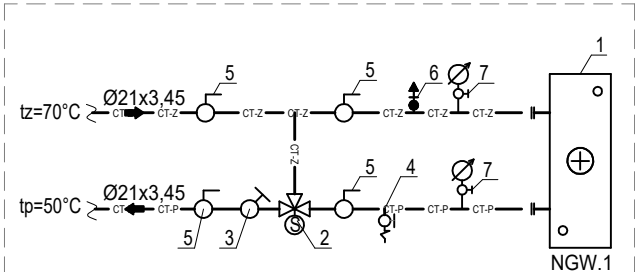 1
5
5
6
7
Ø21x3,45
tz=70°C
CT
CT-Z
CT-Z
CT-Z
CT-Z
CT-Z
CT-Z
CT-Z
5
4
7
Ø21x3,45
tp=50°C
CT
CT-P
CT-P
CT-P
CT-P
S
5
3
2
NGW.1